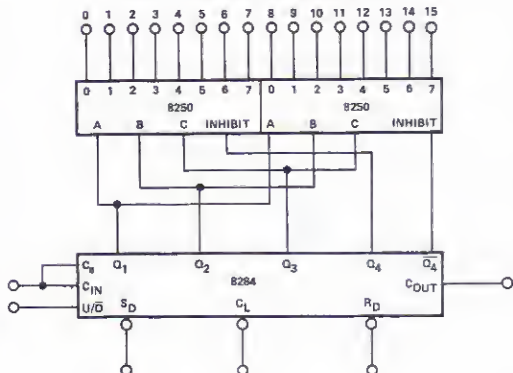 0 1 2 3 4 5 6 7 8 9 10 11 12 13 14 15
0 1 2 3 4 5 6 7 0 1 2 3 4 5 6 7
8250 8250
A B C INHIBIT A B C INHIBIT
Q1 Q2 Q3 Q4 Q4
CIN
8284
COUT
U/D
SD CL RD